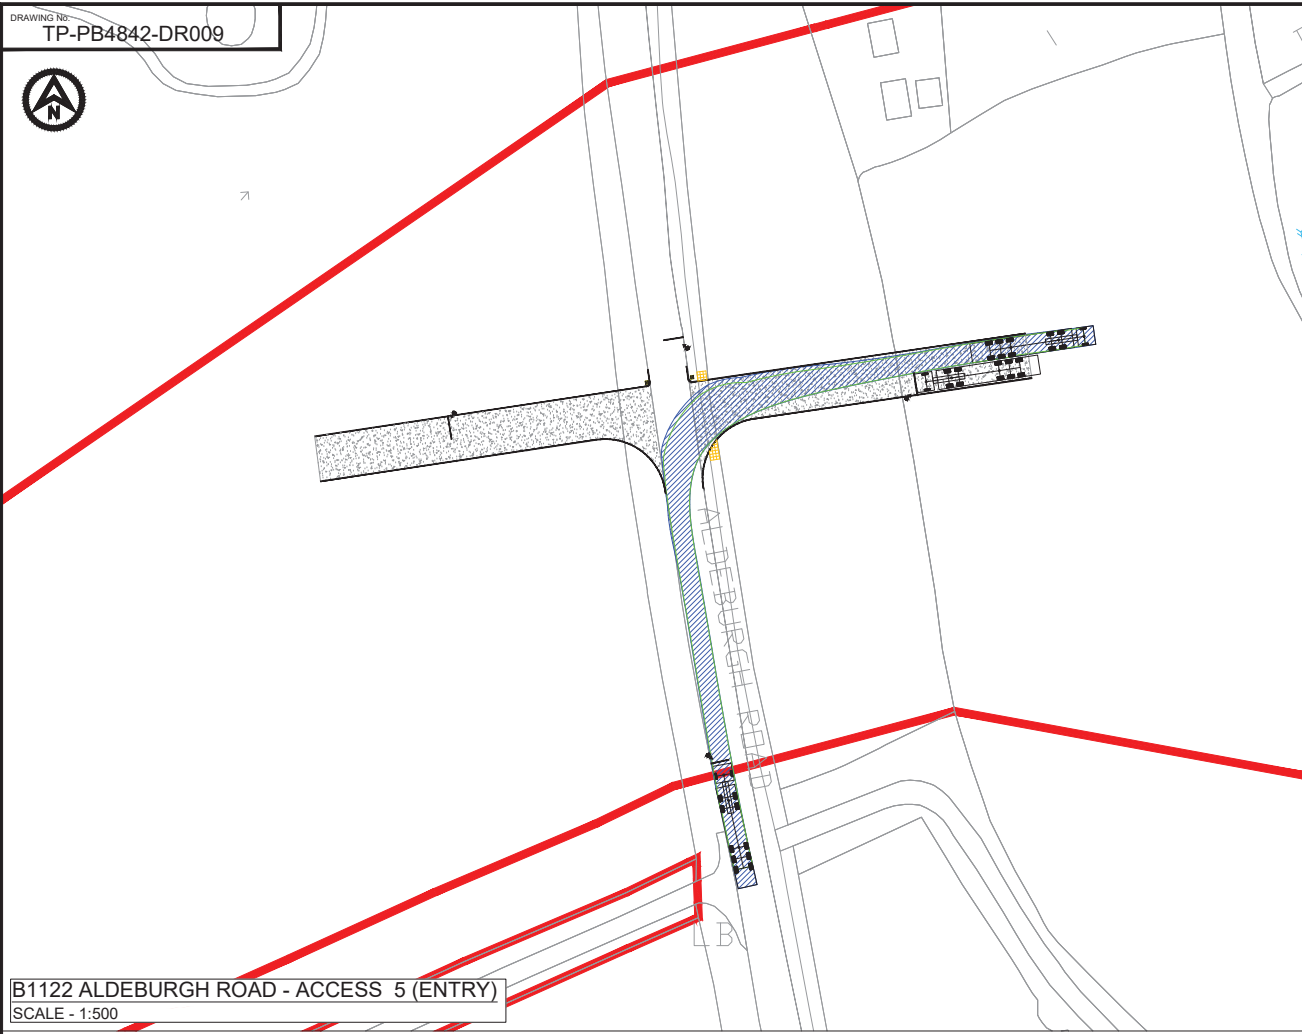 DRAWING No.
TP-PB4842-DR009
N
ALDEBURGH ROAD
LB
B1122 ALDEBURGH ROAD - ACCESS 5 (ENTRY)
SCALE - 1:500